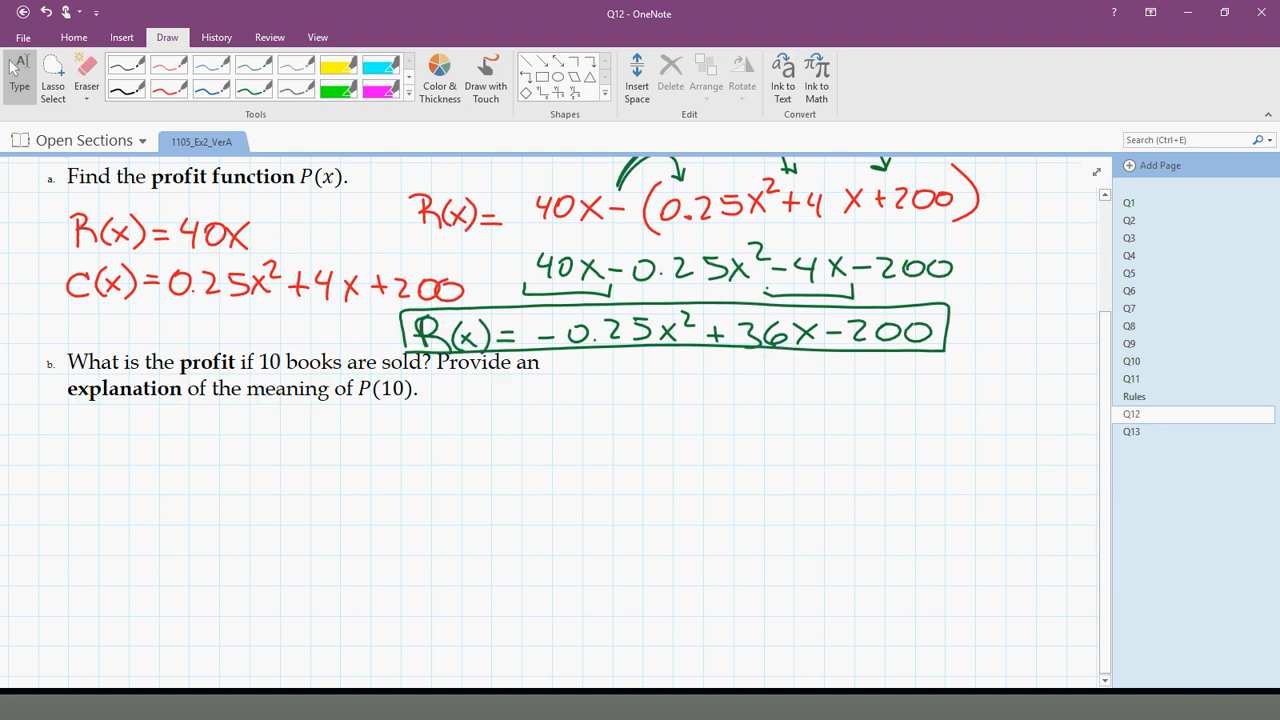 Q12 - OneNote
File Home Insert Draw History Review View
Type
Lasso Select
Eraser
Color & Thickness
Draw with Touch
Insert Space
Delete
Arrange
Rotate
Ink to Text
Ink to Math
Tools
Shapes
Edit
Convert
Open Sections
1105_Ex2_VerA
Search (Ctrl+E)
Add Page
a. Find the profit function P(x).
R(x) = 40x
C(x) = 0.25x² + 4x + 200
R(x) = 40x - (0.25x² + 4x + 200)
40x - 0.25x² - 4x - 200
R(x) = -0.25x² + 36x - 200
b. What is the profit if 10 books are sold? Provide an
explanation of the meaning of P(10).
Q1
Q2
Q3
Q4
Q5
Q6
Q7
Q8
Q9
Q10
Q11
Rules
Q12
Q13